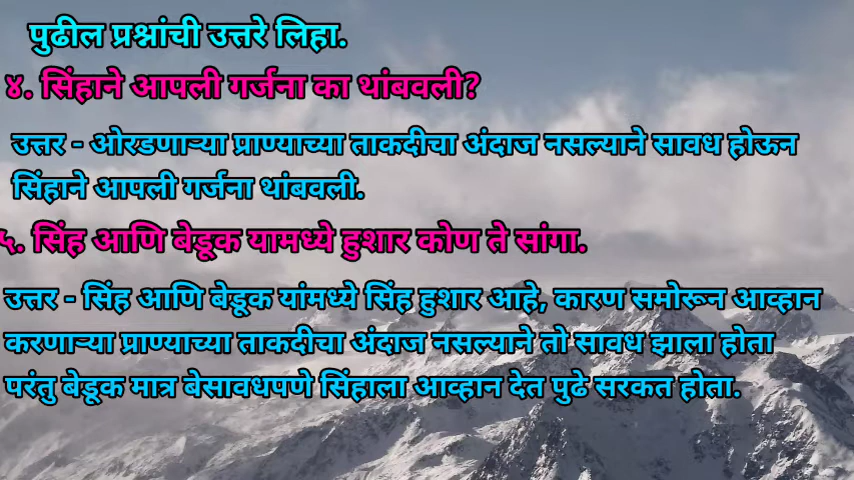 पुढील प्रश्नांची उत्तरे लिहा.
४. सिंहाने आपली गर्जना का थांबवली?
उत्तर - ओरडणाऱ्या प्राण्याच्या ताकदीचा अंदाज नसल्याने सावध होऊन
सिंहाने आपली गर्जना थांबवली.
५. सिंह आणि बेडूक यामध्ये हुशार कोण ते सांगा.
उत्तर - सिंह आणि बेडूक यांमध्ये सिंह हुशार आहे, कारण समोरून आव्हान
करणाऱ्या प्राण्याच्या ताकदीचा अंदाज नसल्याने तो सावध झाला होता
परंतु बेडूक मात्र बेसावधपणे सिंहाला आव्हान देत पुढे सरकत होता.